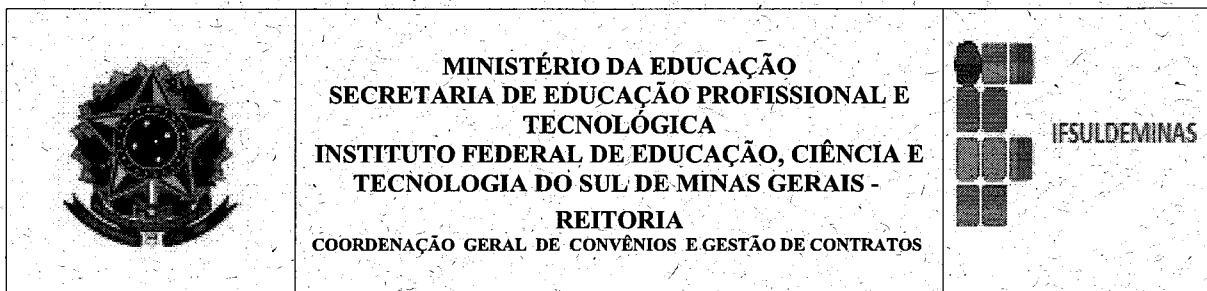 MINISTÉRIO DA EDUCAÇÃO
SECRETARIA DE EDUCAÇÃO PROFISSIONAL E
TECNOLÓGICA
INSTITUTO FEDERAL DE EDUCAÇÃO, CIÊNCIA E
TECNOLOGIA DO SUL DE MINAS GERAIS -
REITORIA
COORDENAÇÃO GERAL DE CONVÊNIOS E GESTÃO DE CONTRATOS
IFSULDEMINAS